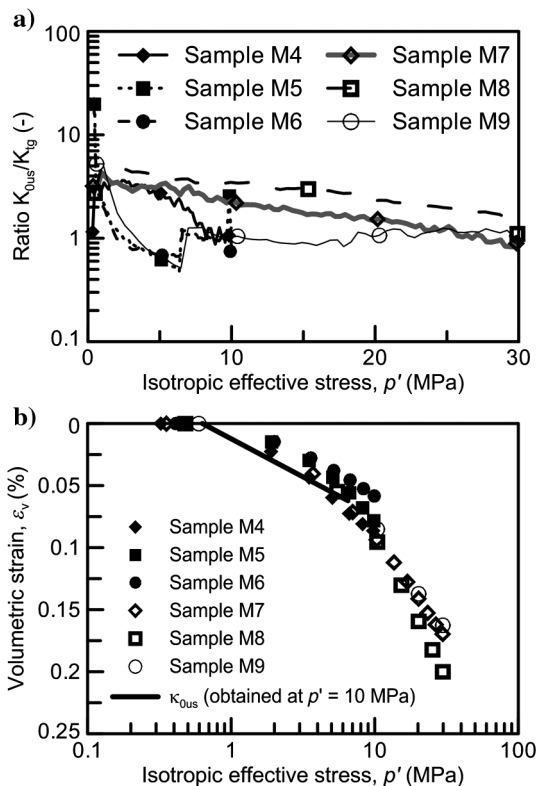 a)
100
10
1
0.1
Ratio K0us/Ktg (-)
Sample M4
Sample M5
Sample M6
Sample M7
Sample M8
Sample M9
0 10 20 30
Isotropic effective stress, p′ (MPa)
b)
0
0.05
0.1
0.15
0.2
0.25
Volumetric strain, εv (%)
Sample M4
Sample M5
Sample M6
Sample M7
Sample M8
Sample M9
κ0us (obtained at p' = 10 MPa)
0.1 1 10 100
Isotropic effective stress, p′ (MPa)